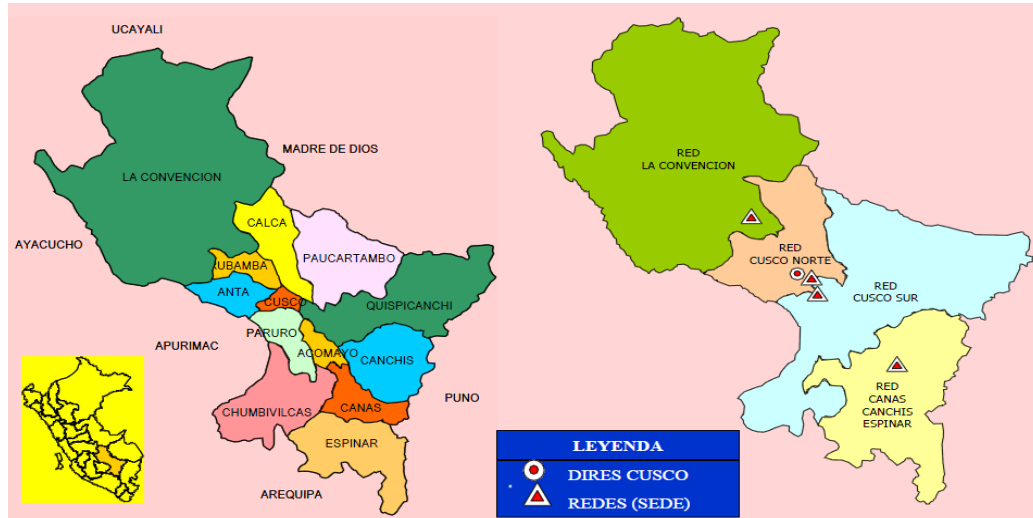 UCAYALI
LA CONVENCION
MADRE DE DIOS
AYACUCHO
CALCA
PAUCARTAMBO
RUBAMBA
ANTA
CUSCO
QUISPICANCHI
PARURO
APURIMAC
ACOMAYO
CANCHIS
PUNO
CHUMBIVILCAS
CANAS
ESPINAR
AREQUIPA
RED
LA CONVENCION
RED
CUSCO NORTE
RED
CUSCO SUR
RED
CANAS
CANCHIS
ESPINAR
LEYENDA
DIRES CUSCO
REDES (SEDE)